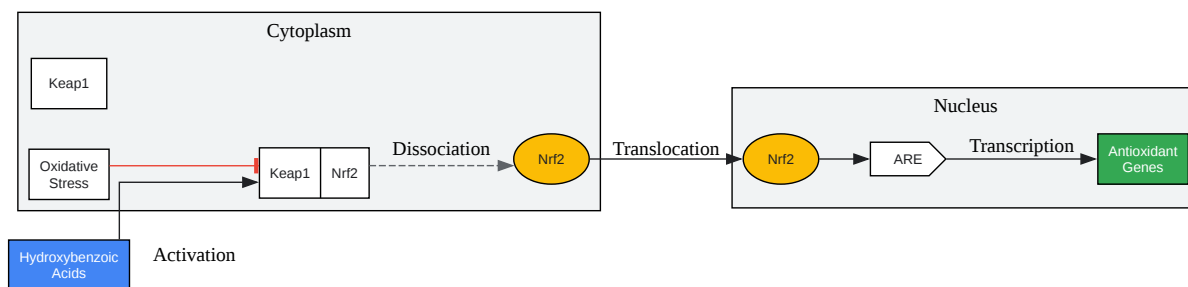 Cytoplasm
Keap1
Oxidative
Stress
Keap1
Nrf2
Dissociation
Nrf2
Translocation
Nucleus
Nrf2
ARE
Transcription
Antioxidant
Genes
Hydroxybenzoic
Acids
Activation